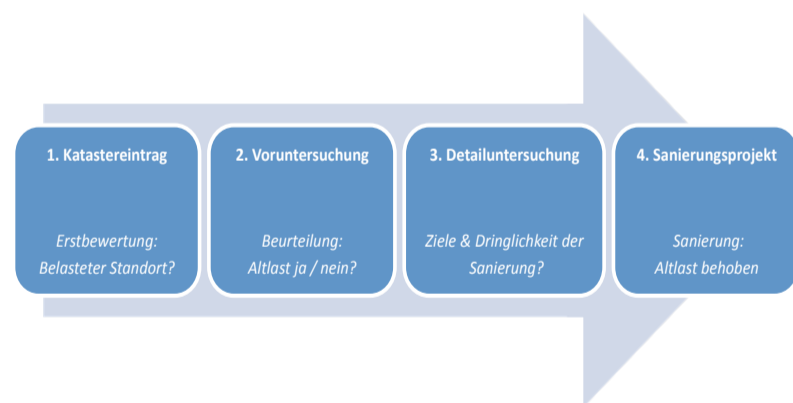 1. Katastereintrag
Erstbewertung:
Belasteter Standort?
2. Voruntersuchung
Beurteilung:
Altlast ja / nein?
3. Detailuntersuchung
Ziele & Dringlichkeit der
Sanierung?
4. Sanierungsprojekt
Sanierung:
Altlast behoben